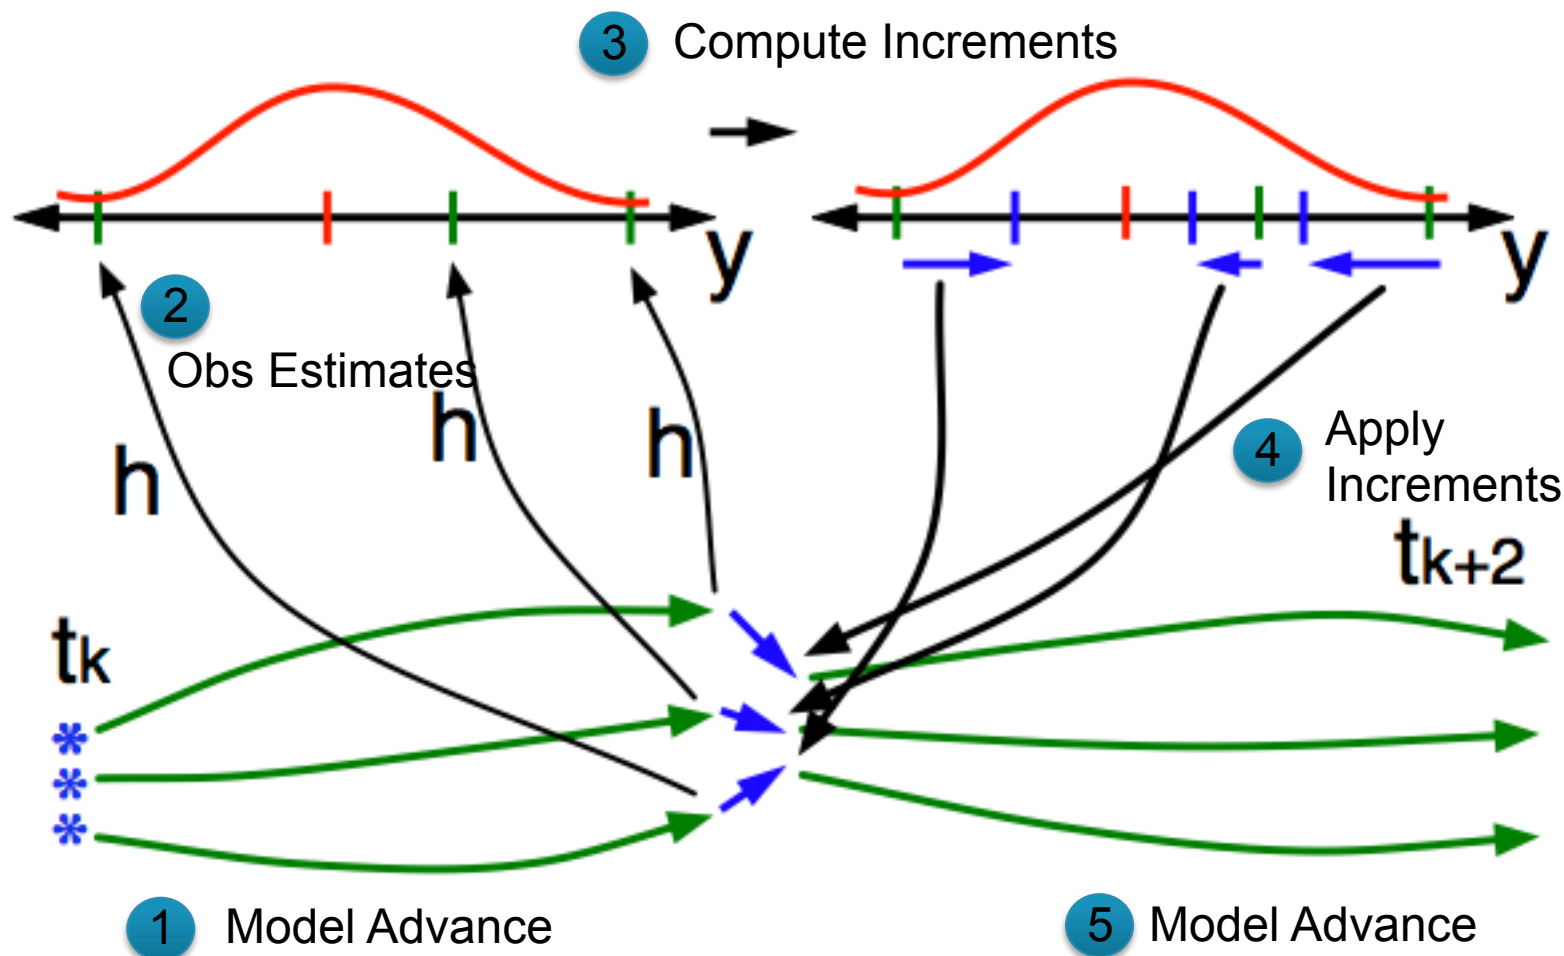 3 Compute Increments
y
y
2
Obs Estimates
h
h
h
4 Apply
Increments
tk+2
tk
*
*
*
1 Model Advance
5 Model Advance